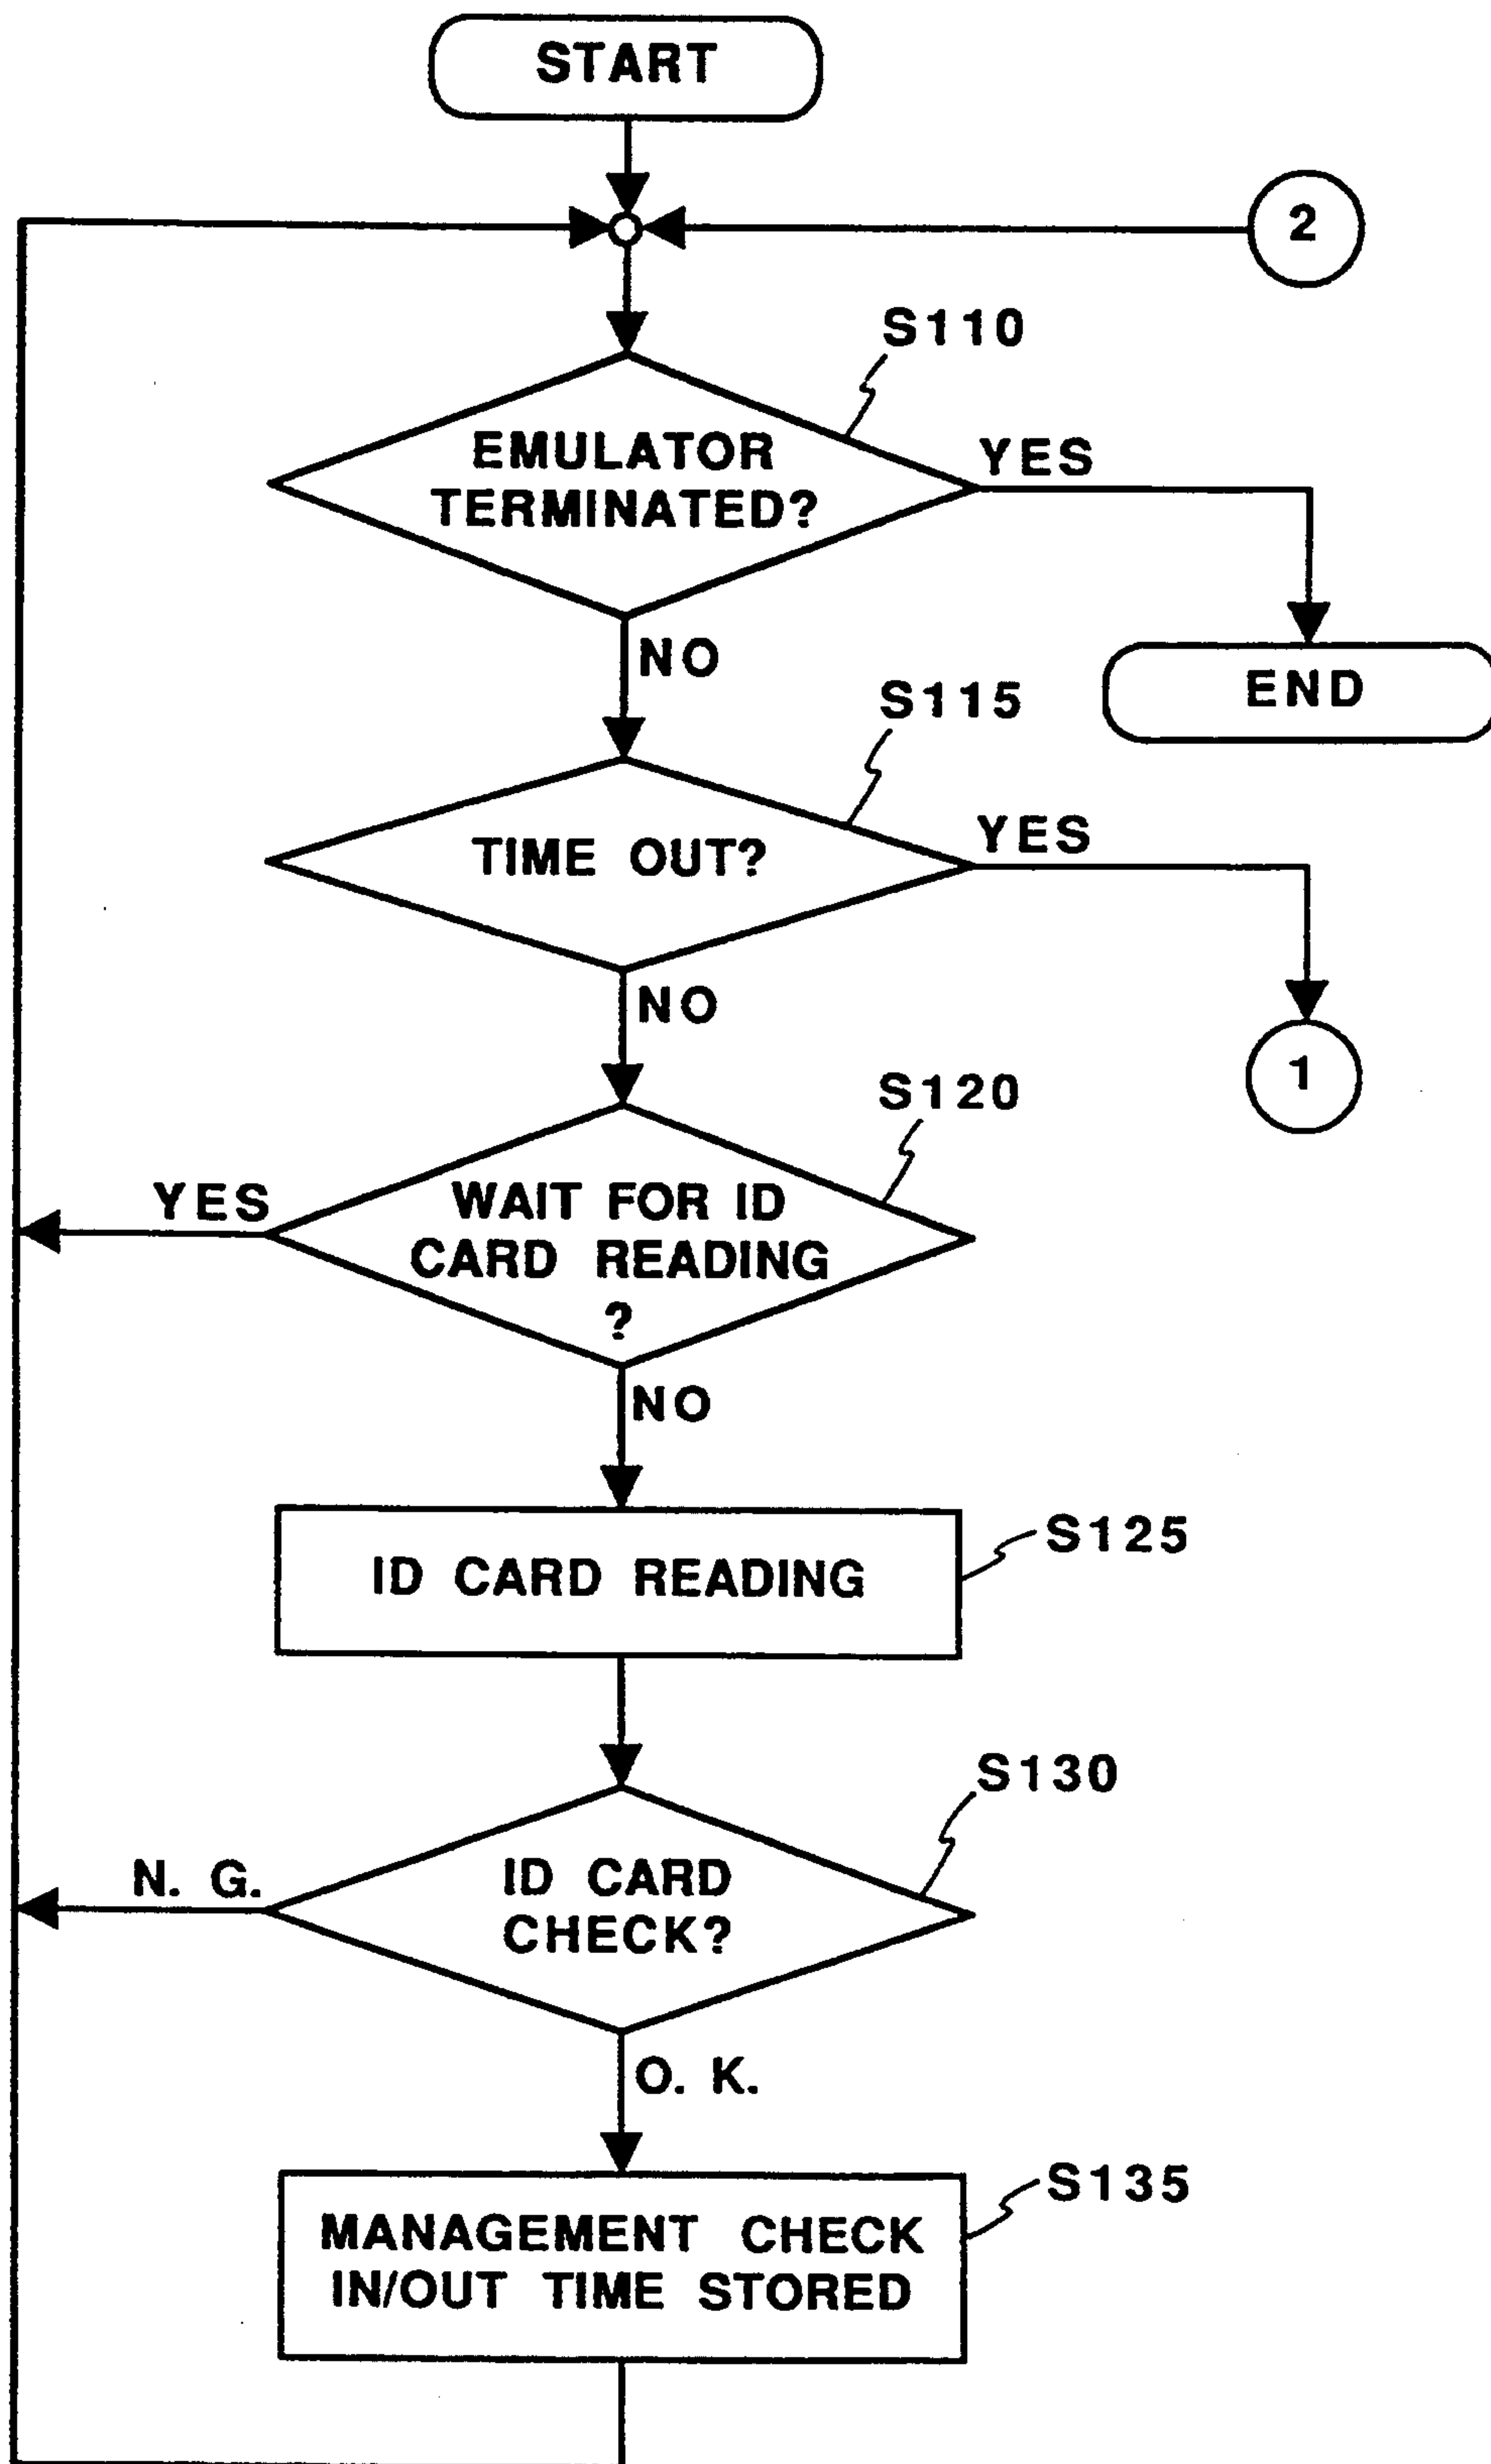 START
2
S110
EMULATOR
TERMINATED?
YES
NO
END
S115
TIME OUT?
YES
NO
1
S120
YES
WAIT FOR ID
CARD READING
?
NO
ID CARD READING
S125
S130
N. G.
ID CARD
CHECK?
O. K.
S135
MANAGEMENT CHECK
IN/OUT TIME STORED